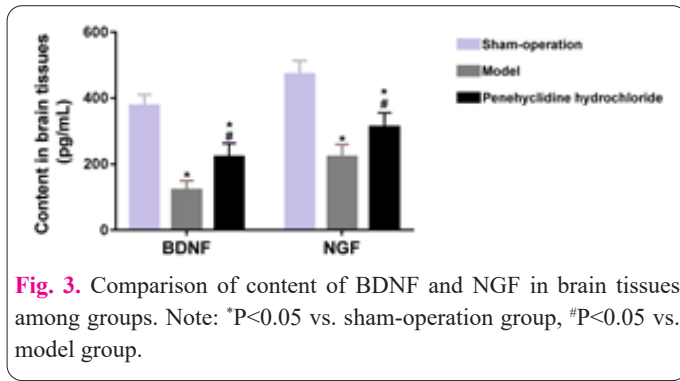 Content in brain tissues
(pg/mL)
600
400
200
0
* * # * * * #
BDNF
NGF
Sham-operation
Model
Penehyclidine hydrochloride
Fig. 3. Comparison of content of BDNF and NGF in brain tissues
among groups. Note: *P<0.05 vs. sham-operation group, #P<0.05 vs.
model group.